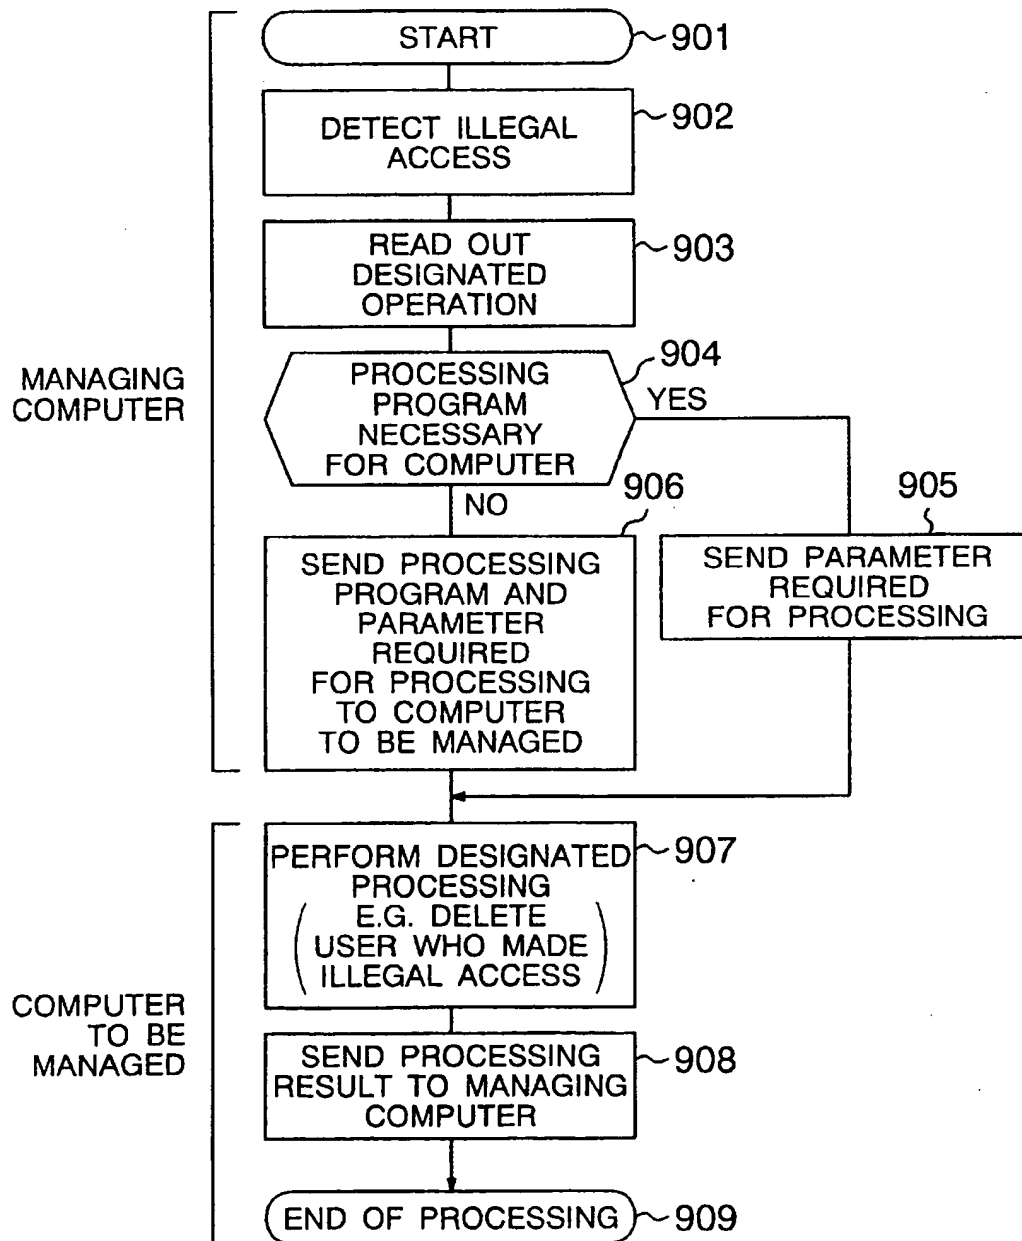 START
901
DETECT ILLEGAL
ACCESS
902
READ OUT
DESIGNATED
OPERATION
903
MANAGING
COMPUTER
PROCESSING
PROGRAM
NECESSARY
FOR COMPUTER
904
YES
NO
906
SEND PROCESSING
PROGRAM AND
PARAMETER
REQUIRED
FOR PROCESSING
TO COMPUTER
TO BE MANAGED
905
SEND PARAMETER
REQUIRED
FOR PROCESSING
PERFORM DESIGNATED
PROCESSING
( E.G. DELETE
USER WHO MADE
ILLEGAL ACCESS )
907
COMPUTER
TO BE
MANAGED
SEND PROCESSING
RESULT TO MANAGING
COMPUTER
908
END OF PROCESSING
909